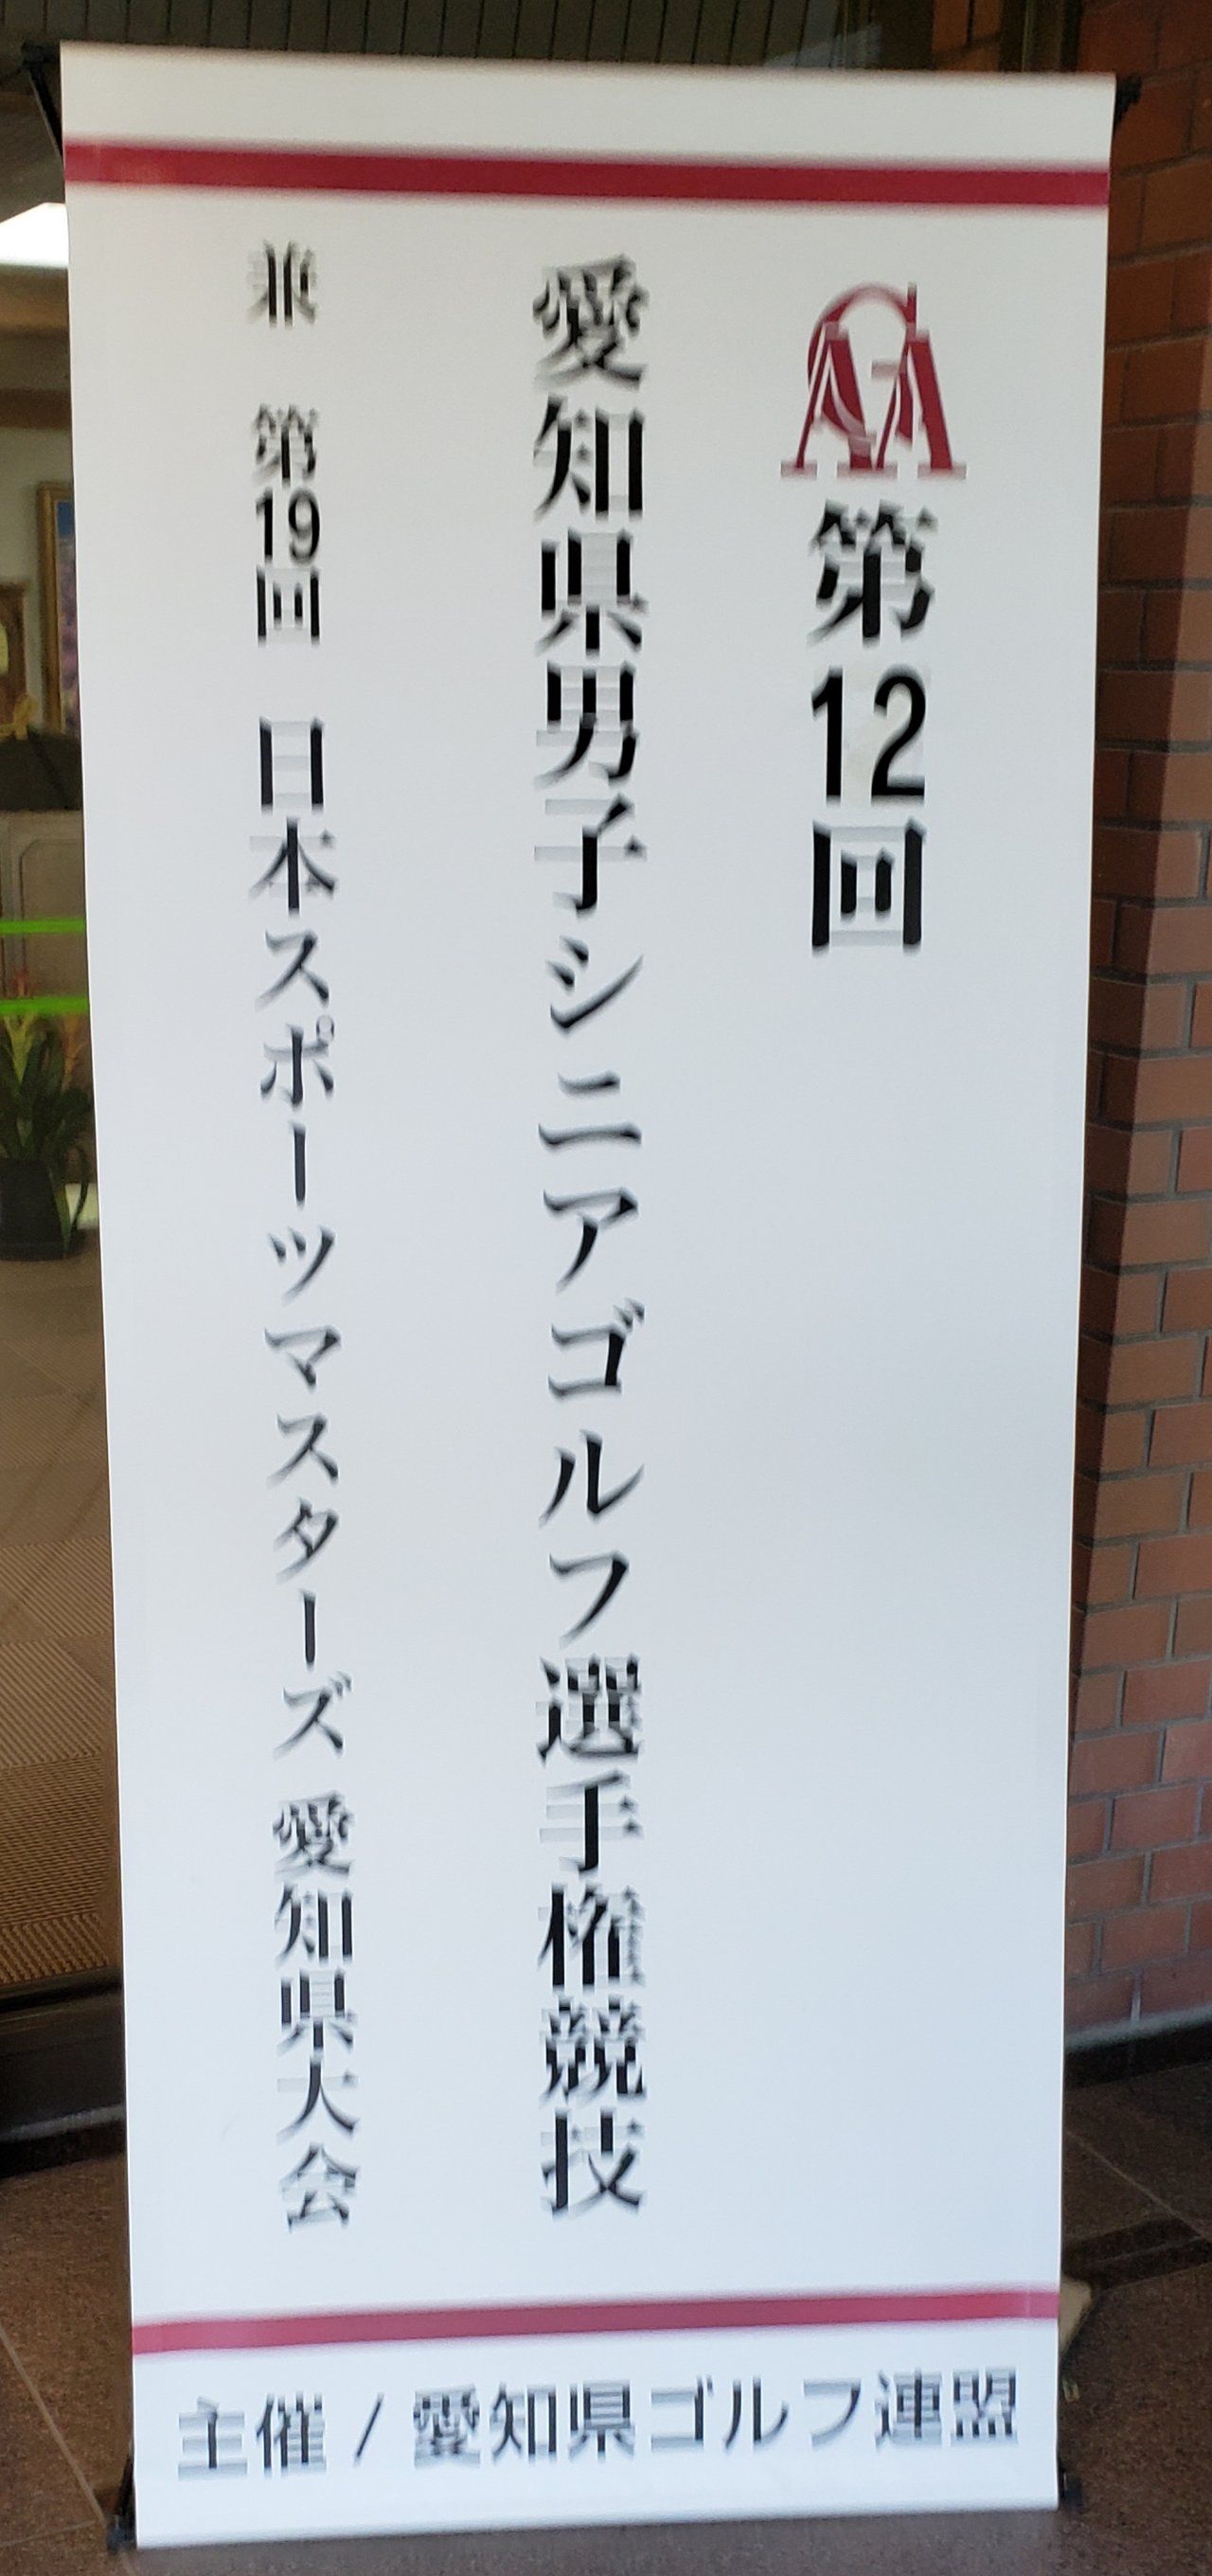 AGA
第12回
愛知県男子シニアゴルフ選手権競技
兼 第19回 日本スポーツマスターズ 愛知県大会
主催/愛知県ゴルフ連盟